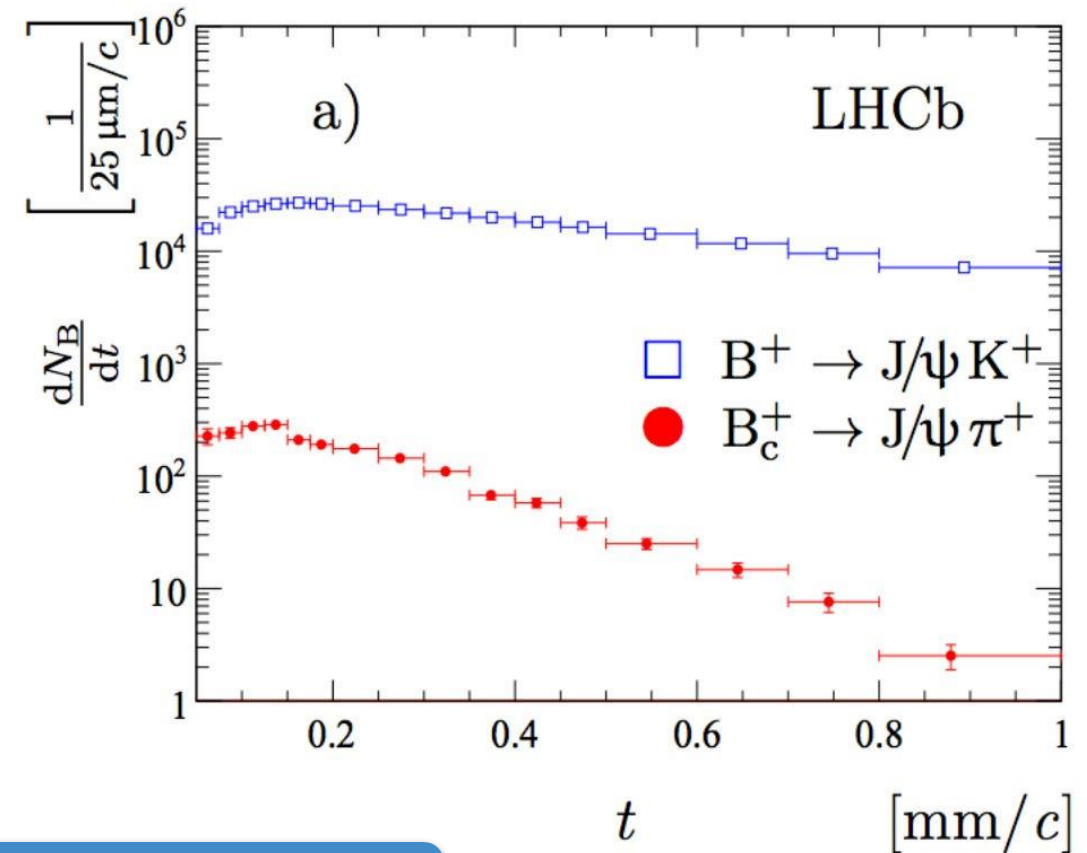 dN_B/dt [1/25 μm/c]
10^6
10^5
10^4
10^3
10^2
10
1
a)
LHCb
B^+ → J/ψ K^+
B_c^+ → J/ψ π^+
0.2 0.4 0.6 0.8 1
t [mm/c]